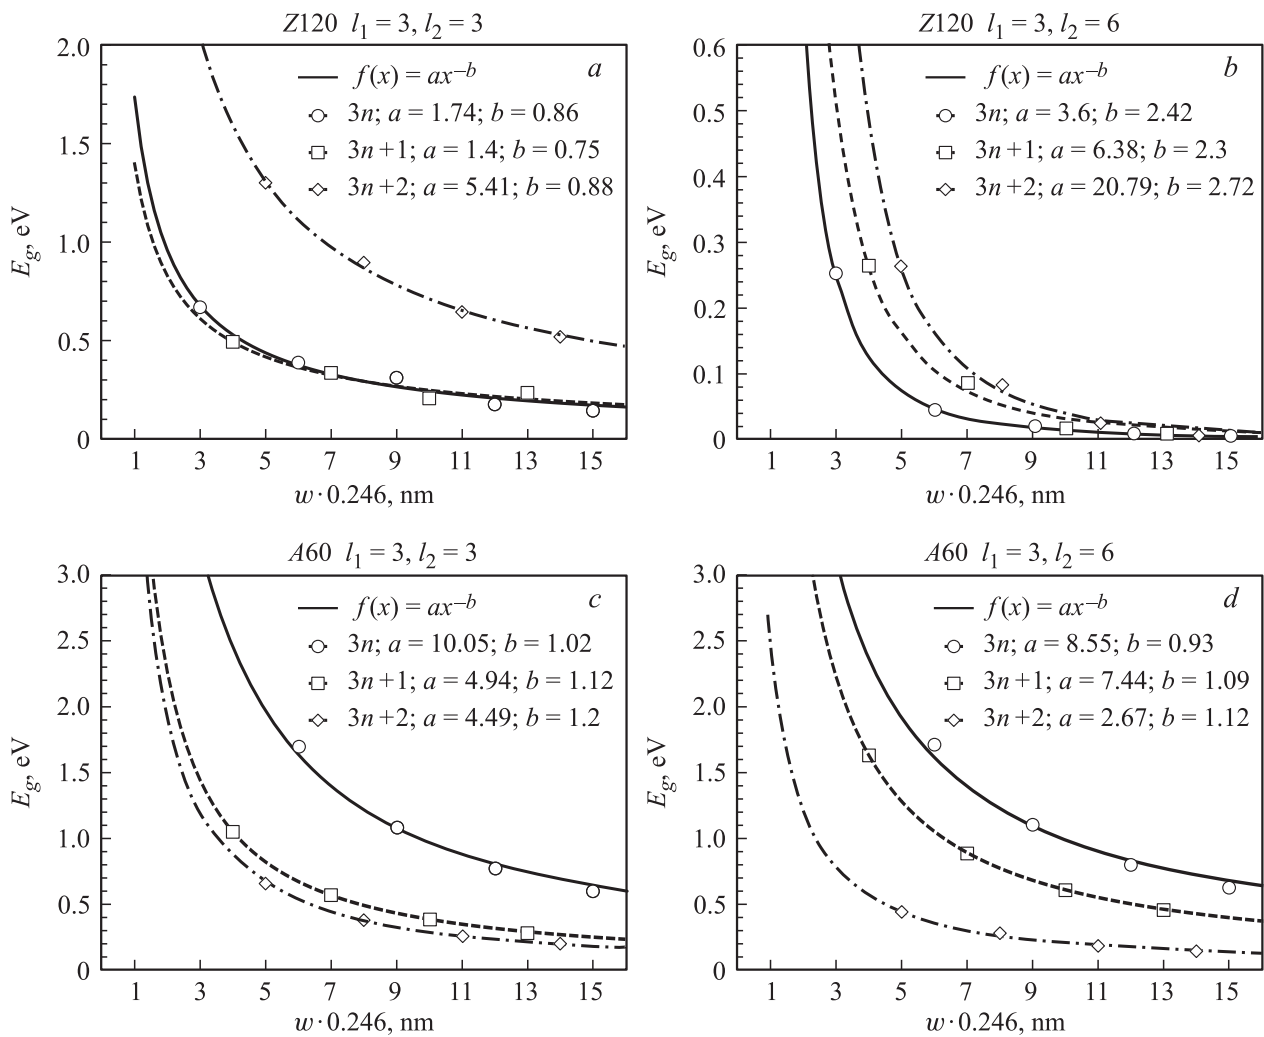 Z120 l₁ = 3, l₂ = 3
a
f(x) = ax⁻ᵇ
3n; a = 1.74; b = 0.86
3n+1; a = 1.4; b = 0.75
3n+2; a = 5.41; b = 0.88
2.0
1.5
1.0
0.5
0
E_g, eV
1 3 5 7 9 11 13 15
w · 0.246, nm
Z120 l₁ = 3, l₂ = 6
b
f(x) = ax⁻ᵇ
3n; a = 3.6; b = 2.42
3n+1; a = 6.38; b = 2.3
3n+2; a = 20.79; b = 2.72
0.6
0.5
0.4
0.3
0.2
0.1
0
E_g, eV
1 3 5 7 9 11 13 15
w · 0.246, nm
A60 l₁ = 3, l₂ = 3
c
f(x) = ax⁻ᵇ
3n; a = 10.05; b = 1.02
3n+1; a = 4.94; b = 1.12
3n+2; a = 4.49; b = 1.2
3.0
2.5
2.0
1.5
1.0
0.5
0
E_g, eV
1 3 5 7 9 11 13 15
w · 0.246, nm
A60 l₁ = 3, l₂ = 6
d
f(x) = ax⁻ᵇ
3n; a = 8.55; b = 0.93
3n+1; a = 7.44; b = 1.09
3n+2; a = 2.67; b = 1.12
3.0
2.5
2.0
1.5
1.0
0.5
0
E_g, eV
1 3 5 7 9 11 13 15
w · 0.246, nm